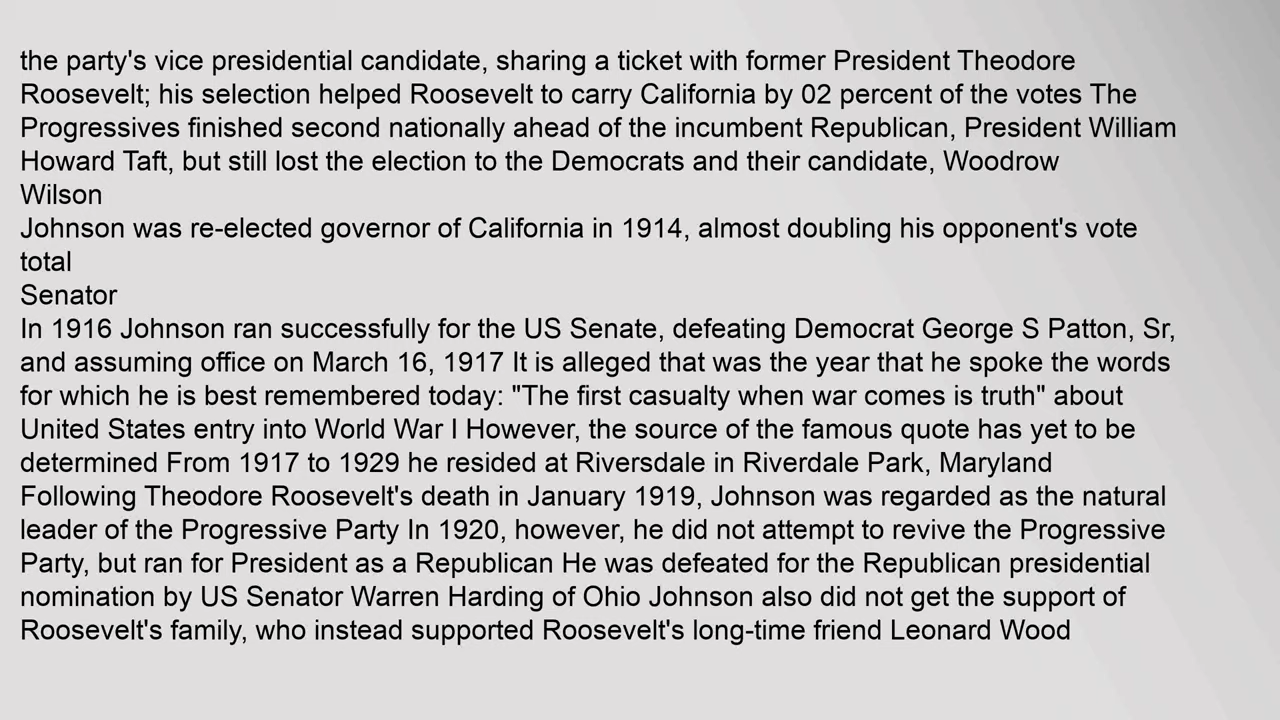 the party's vice presidential candidate, sharing a ticket with former President Theodore
Roosevelt; his selection helped Roosevelt to carry California by 02 percent of the votes The
Progressives finished second nationally ahead of the incumbent Republican, President William
Howard Taft, but still lost the election to the Democrats and their candidate, Woodrow
Wilson
Johnson was re-elected governor of California in 1914, almost doubling his opponent's vote
total
Senator
In 1916 Johnson ran successfully for the US Senate, defeating Democrat George S Patton, Sr,
and assuming office on March 16, 1917 It is alleged that was the year that he spoke the words
for which he is best remembered today: "The first casualty when war comes is truth" about
United States entry into World War I However, the source of the famous quote has yet to be
determined From 1917 to 1929 he resided at Riversdale in Riverdale Park, Maryland
Following Theodore Roosevelt's death in January 1919, Johnson was regarded as the natural
leader of the Progressive Party In 1920, however, he did not attempt to revive the Progressive
Party, but ran for President as a Republican He was defeated for the Republican presidential
nomination by US Senator Warren Harding of Ohio Johnson also did not get the support of
Roosevelt's family, who instead supported Roosevelt's long-time friend Leonard Wood